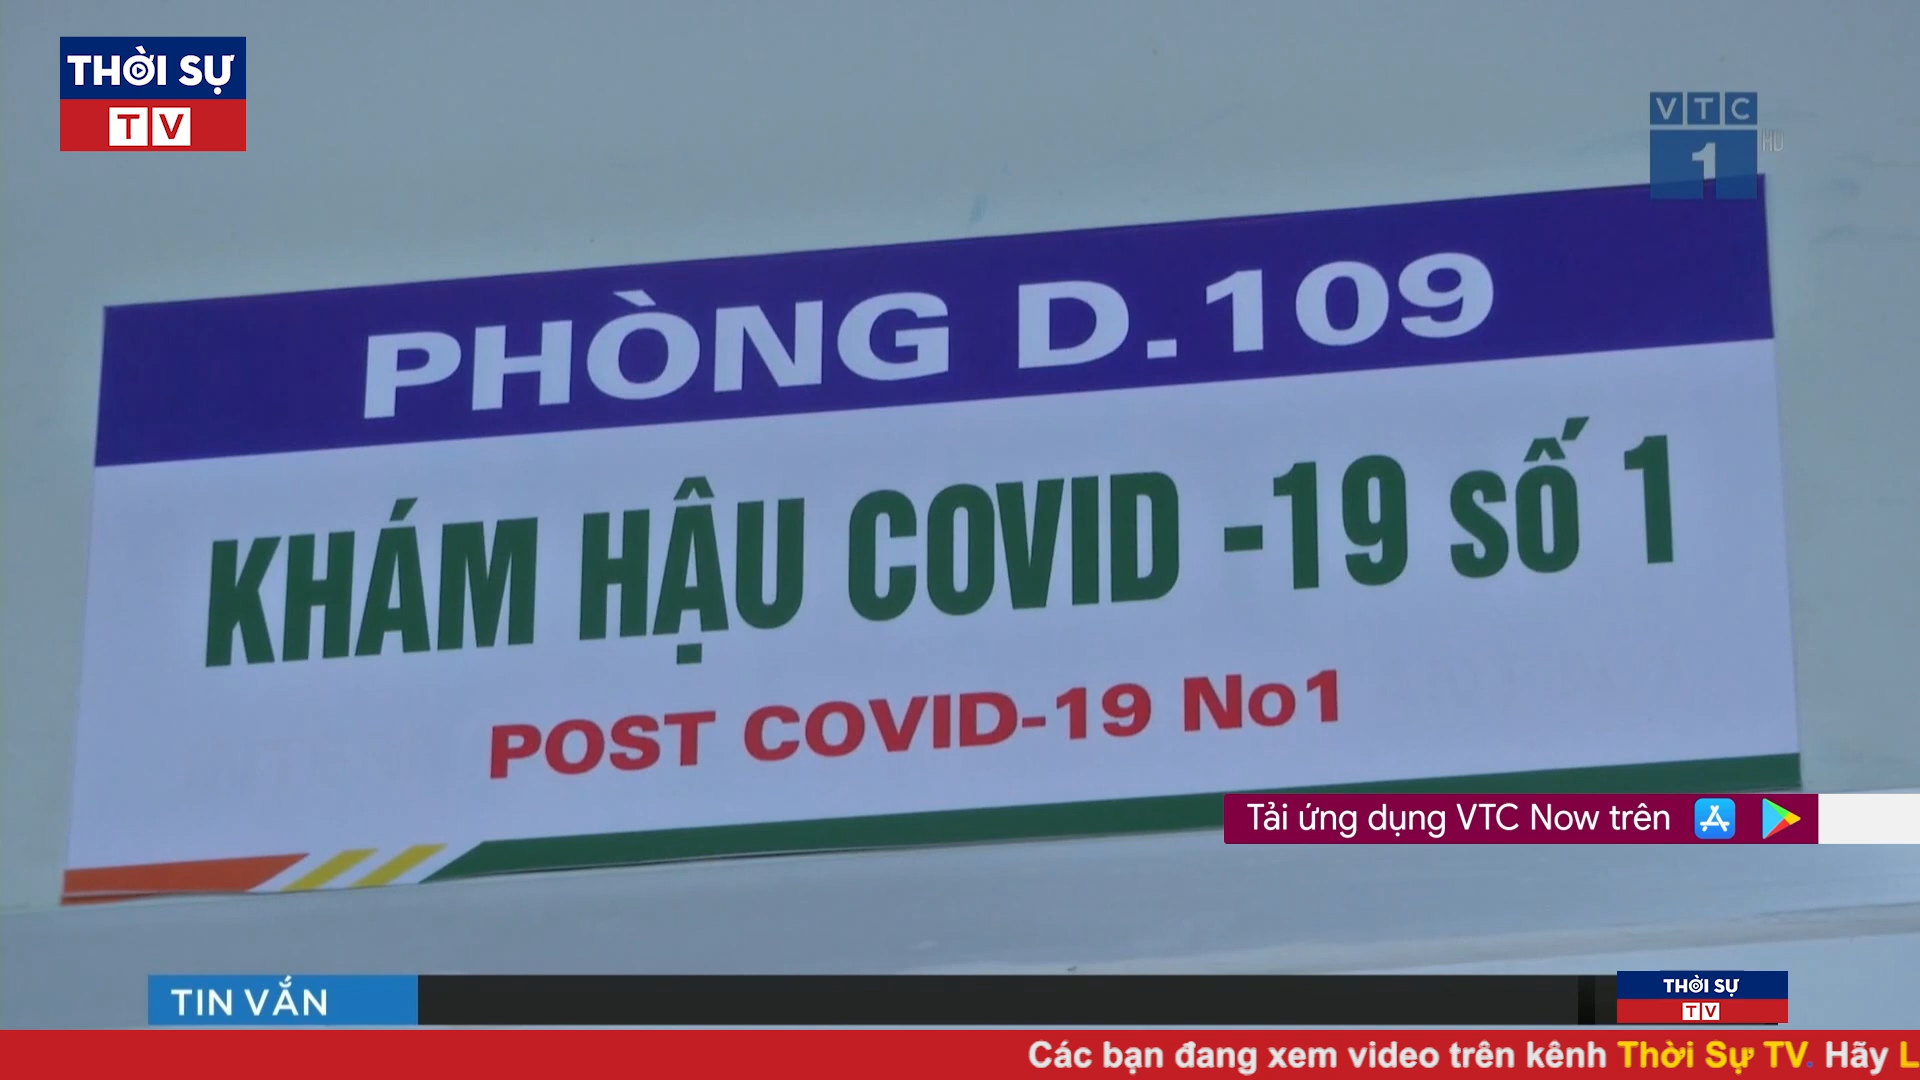 THỜI SỰ
TV
VTC
1 HD
PHÒNG D.109
KHÁM HẬU COVID -19 SỐ 1
POST COVID-19 No1
Tải ứng dụng VTC Now trên
TIN VẮN
THỜI SỰ
TV
Các bạn đang xem video trên kênh Thời Sự TV. Hãy L